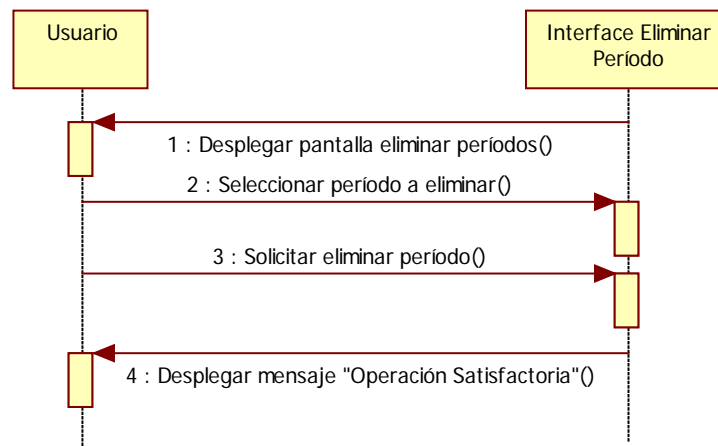 Usuario
Interface Eliminar
Período
1 : Desplegar pantalla eliminar períodos()
2 : Seleccionar período a eliminar()
3 : Solicitar eliminar período()
4 : Desplegar mensaje "Operación Satisfactoria"()